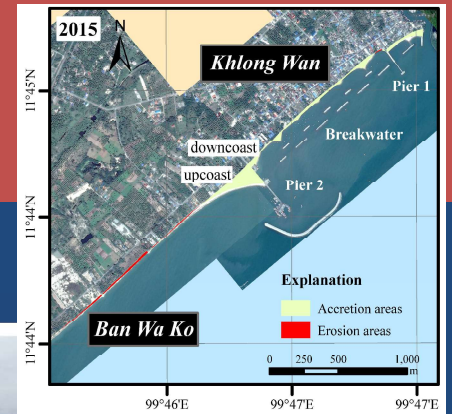 2015
N
Khlong Wan
Pier 1
Breakwater
downcoast
upcoast
Pier 2
Explanation
Accretion areas
Erosion areas
Ban Wa Ko
0 250 500 1,000
m
11°45'N
11°44'N
11°44'N
99°46'E
99°47'E
99°47'E